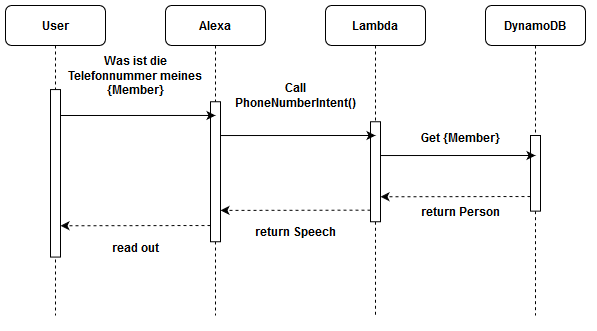 User
Alexa
Lambda
DynamoDB
Was ist die
Telefonnummer meines
{Member}
Call
PhoneNumberIntent()
Get {Member}
return Person
return Speech
read out